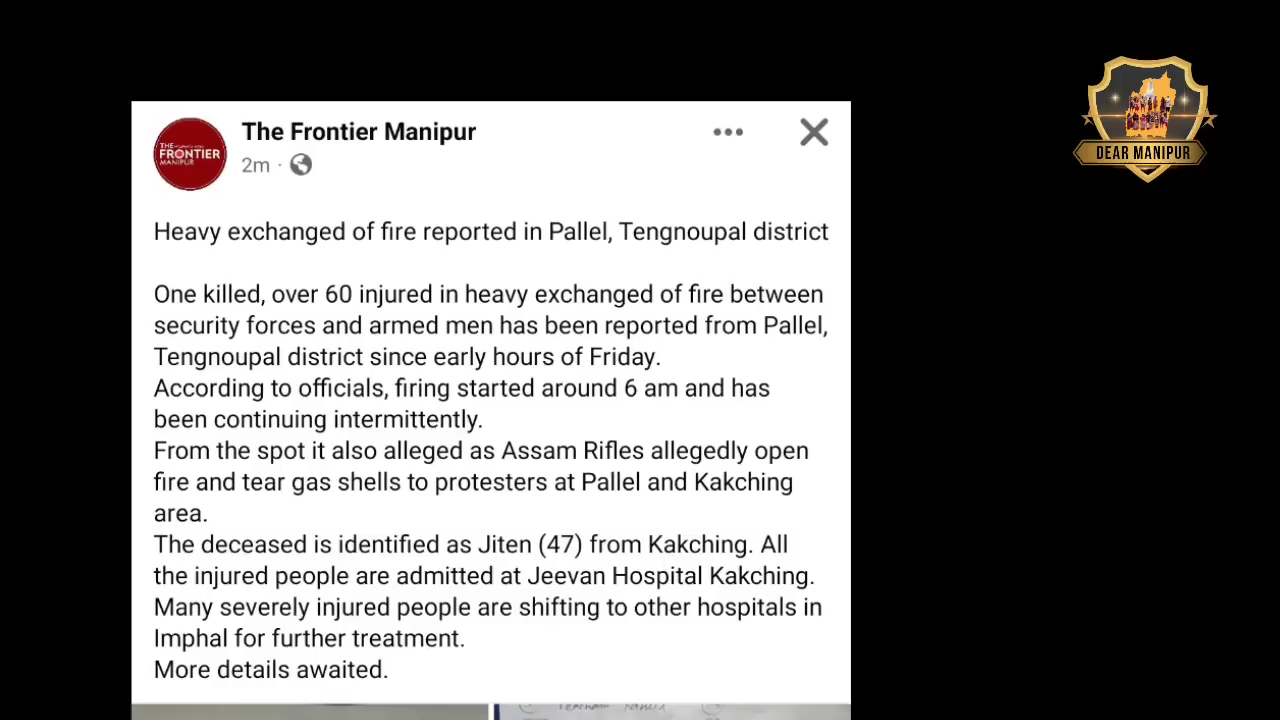 The Frontier Manipur
2m ·
THE
FRONTIER
MANIPUR
DEAR MANIPUR
Heavy exchanged of fire reported in Pallel, Tengnoupal district
One killed, over 60 injured in heavy exchanged of fire between
security forces and armed men has been reported from Pallel,
Tengnoupal district since early hours of Friday.
According to officials, firing started around 6 am and has
been continuing intermittently.
From the spot it also alleged as Assam Rifles allegedly open
fire and tear gas shells to protesters at Pallel and Kakching
area.
The deceased is identified as Jiten (47) from Kakching. All
the injured people are admitted at Jeevan Hospital Kakching.
Many severely injured people are shifting to other hospitals in
Imphal for further treatment.
More details awaited.